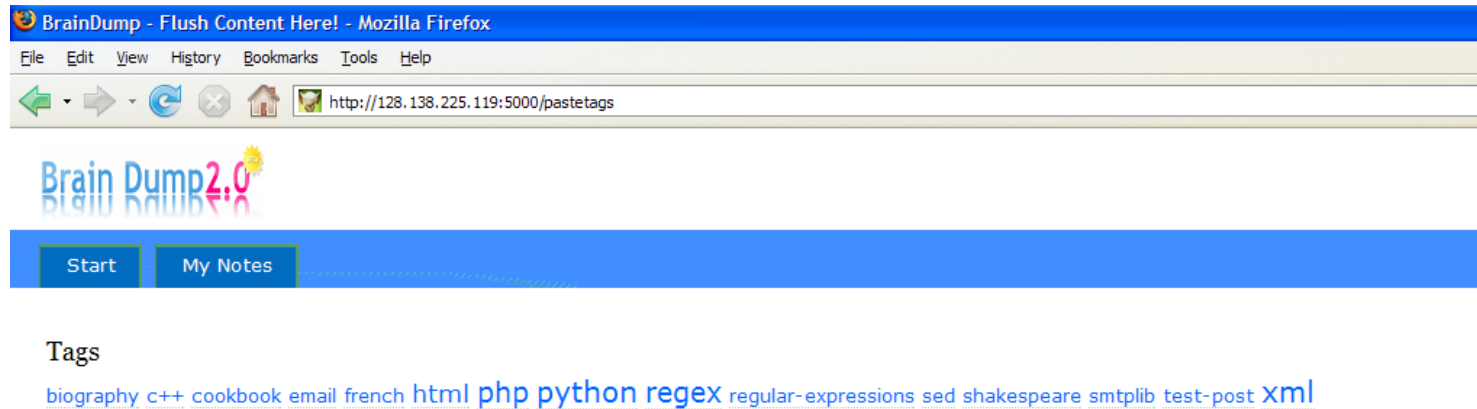 BrainDump - Flush Content Here! - Mozilla Firefox
File Edit View History Bookmarks Tools Help
http://128.138.225.119:5000/pastetags
Brain Dump2.0
Start My Notes
Tags
biography c++ cookbook email french html php python regex regular-expressions sed shakespeare smtplib test-post xml